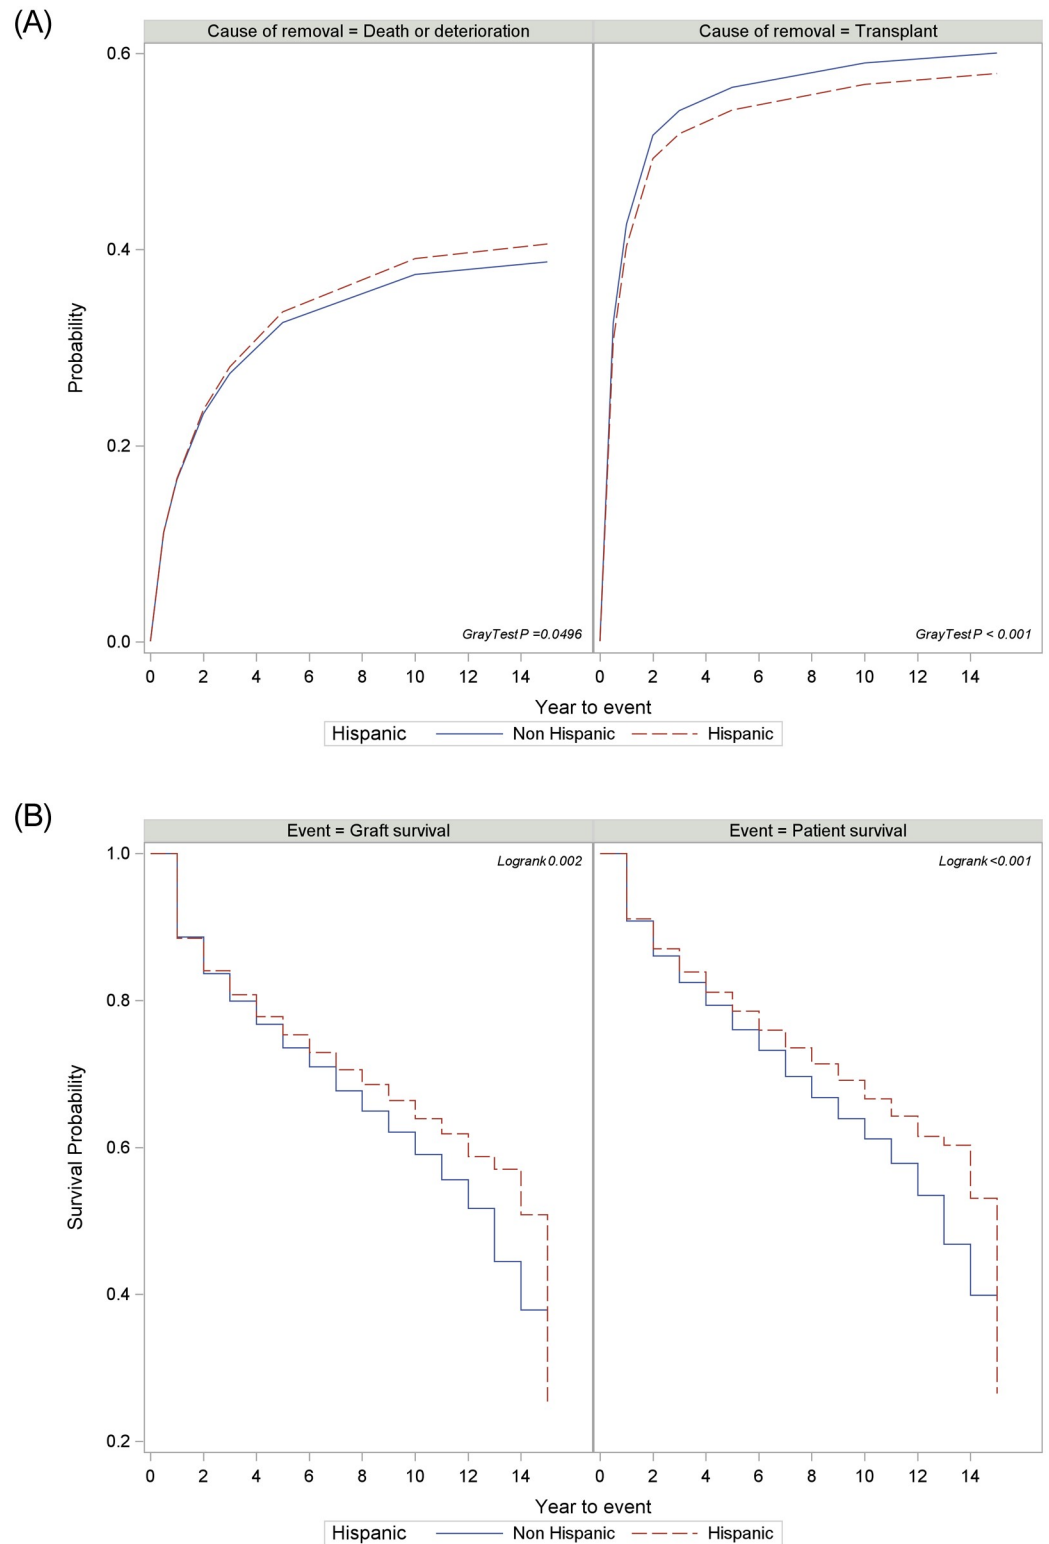 (A)
Cause of removal = Death or deterioration
Cause of removal = Transplant
0.6
0.4
0.2
0.0
Probability
GrayTestP =0.0496
GrayTestP < 0.001
0 2 4 6 8 10 12 14
0 2 4 6 8 10 12 14
Year to event
Hispanic Non Hispanic Hispanic
(B)
Event = Graft survival
Event = Patient survival
1.0
0.8
0.6
0.4
0.2
Survival Probability
Logrank 0.002
Logrank <0.001
0 2 4 6 8 10 12 14
0 2 4 6 8 10 12 14
Year to event
Hispanic Non Hispanic Hispanic